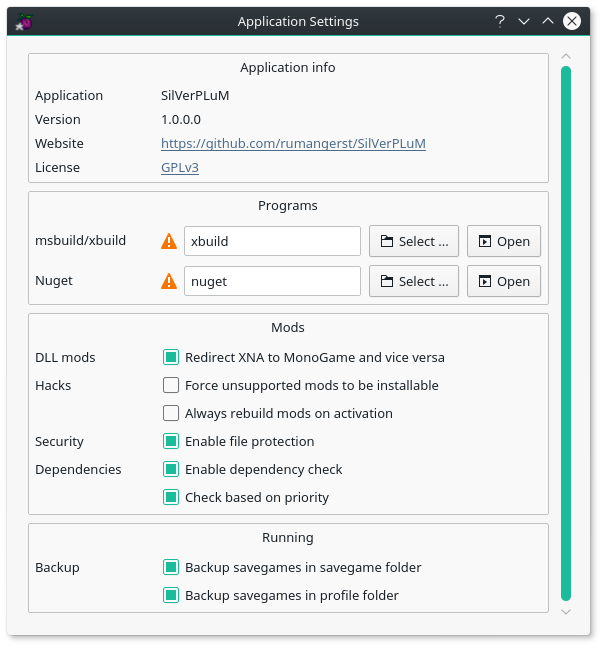 Application Settings
Application info
Application SilVerPLuM
Version 1.0.0.0
Website https://github.com/rumangerst/SilVerPLuM
License GPLv3
Programs
msbuild/xbuild xbuild Select ... Open
Nuget nuget Select ... Open
Mods
DLL mods Redirect XNA to MonoGame and vice versa
Hacks Force unsupported mods to be installable
Always rebuild mods on activation
Security Enable file protection
Dependencies Enable dependency check
Check based on priority
Running
Backup Backup savegames in savegame folder
Backup savegames in profile folder